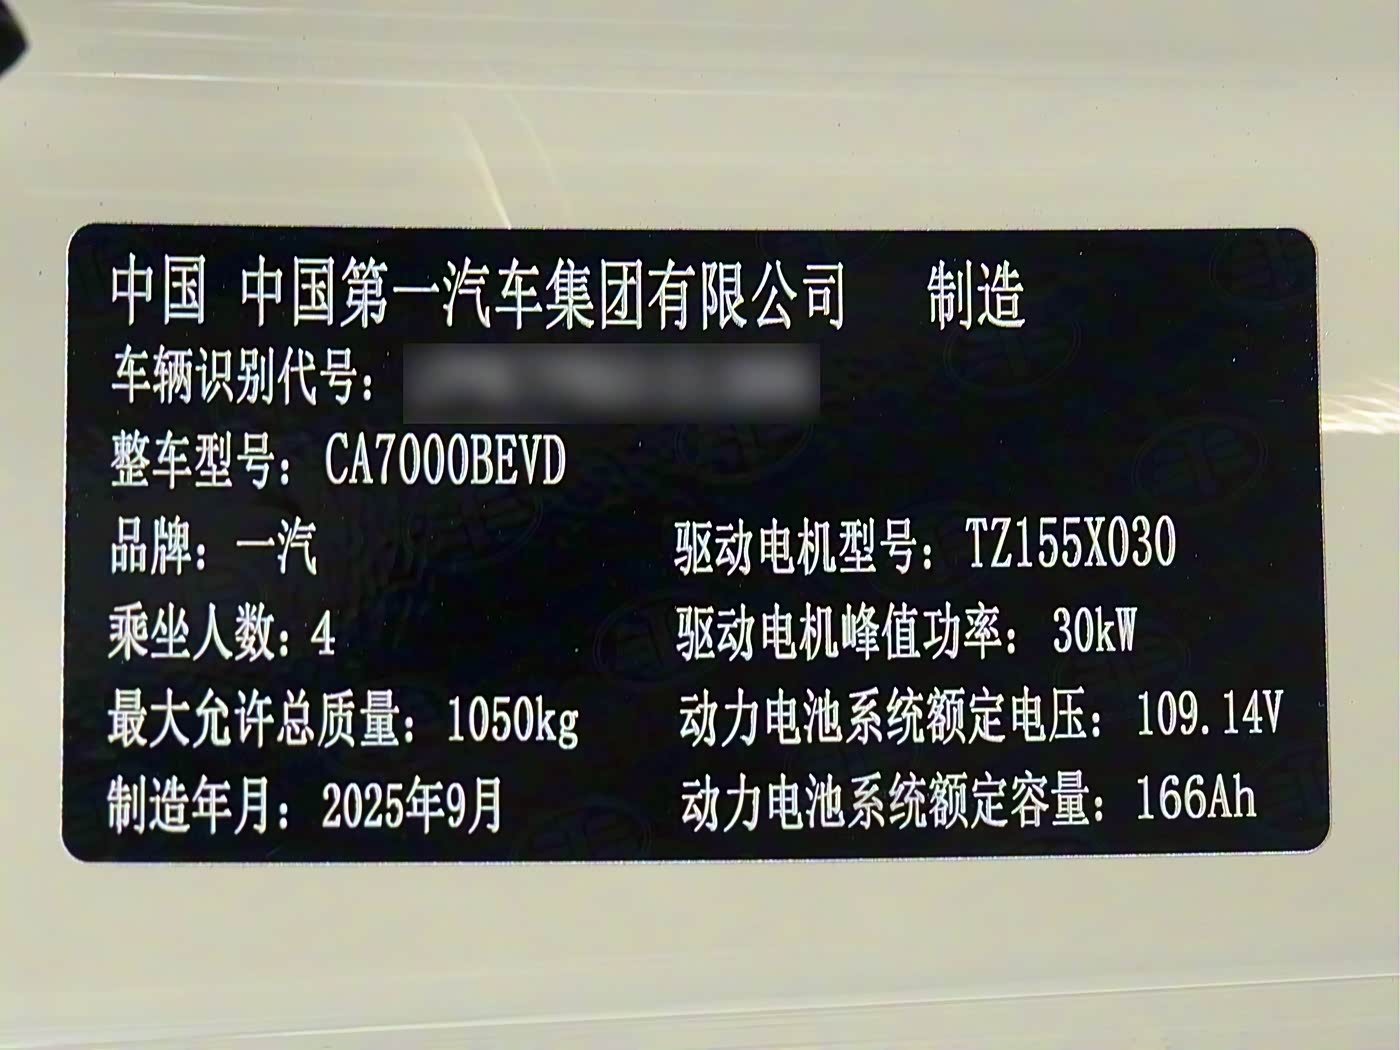 中国 中国第一汽车集团有限公司 制造
车辆识别代号：
整车型号：CA7000BEVD
品牌：一汽 驱动电机型号：TZ155X030
乘坐人数：4 驱动电机峰值功率：30kW
最大允许总质量：1050kg 动力电池系统额定电压：109.14V
制造年月：2025年9月 动力电池系统额定容量：166Ah